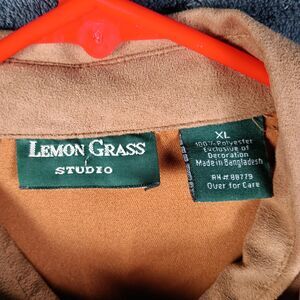 LEMON GRASS
STUDIO
XL
100% Polyester
Exclusive of
Decoration
Made in Bangladesh
RN# 88779
Over for Care